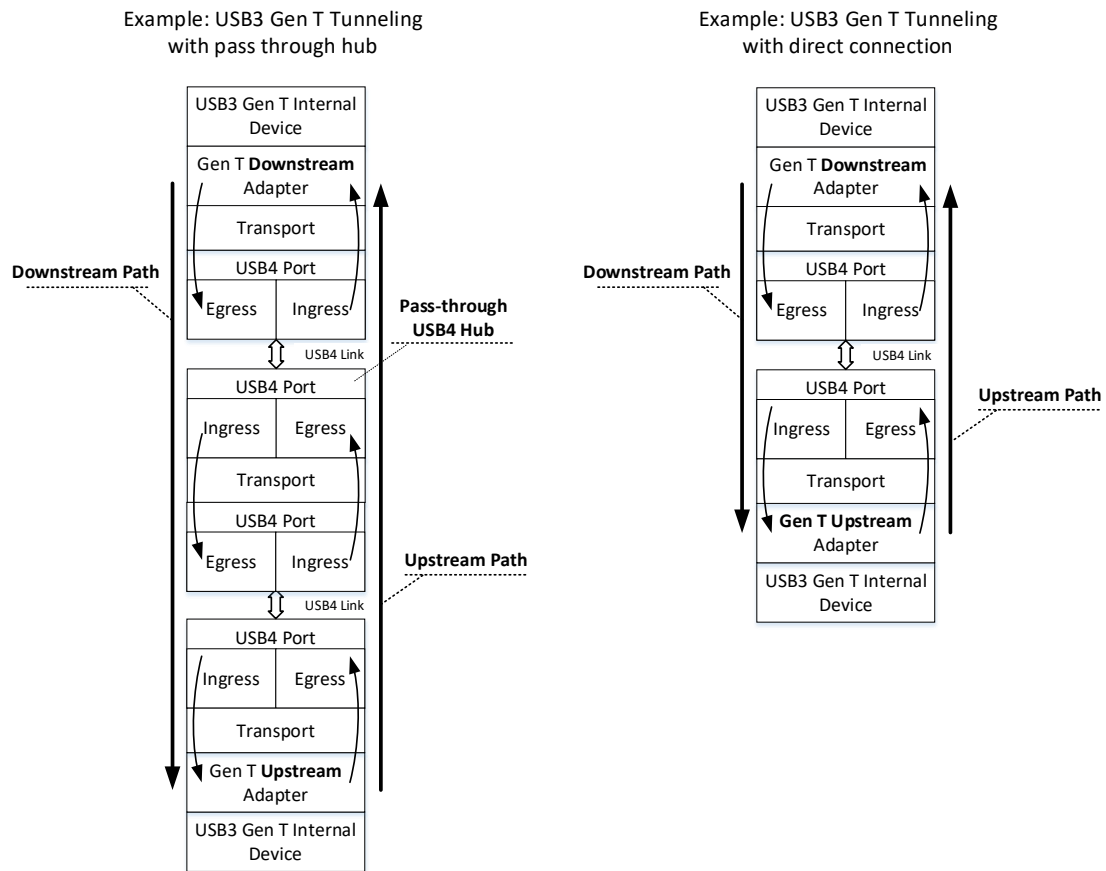 Example: USB3 Gen T Tunneling
with pass through hub
USB3 Gen T Internal
Device
Gen T Downstream
Adapter
Transport
USB4 Port
Egress
Ingress
Downstream Path
Pass-through
USB4 Hub
USB4 Link
USB4 Port
Ingress
Egress
Transport
USB4 Port
Egress
Ingress
Upstream Path
USB4 Link
USB4 Port
Ingress
Egress
Transport
Gen T Upstream
Adapter
USB3 Gen T Internal
Device
Example: USB3 Gen T Tunneling
with direct connection
USB3 Gen T Internal
Device
Gen T Downstream
Adapter
Transport
USB4 Port
Egress
Ingress
Downstream Path
USB4 Link
USB4 Port
Ingress
Egress
Upstream Path
Transport
Gen T Upstream
Adapter
USB3 Gen T Internal
Device